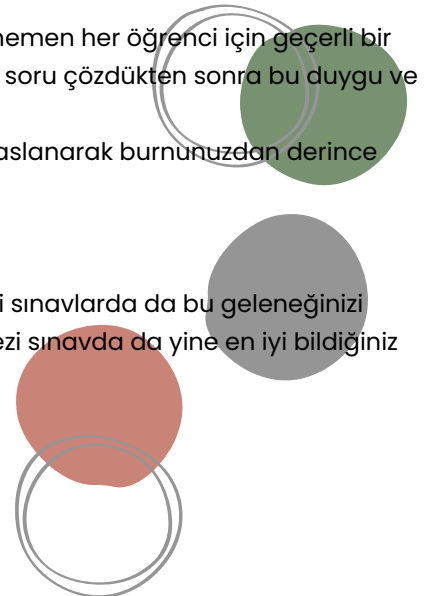 hemen her öğrenci için geçerli bir
soru çözdükten sonra bu duygu ve
aslanarak burnunuzdan derince
i sınavlarda da bu geleneğinizi
ezi sınavda da yine en iyi bildiğiniz